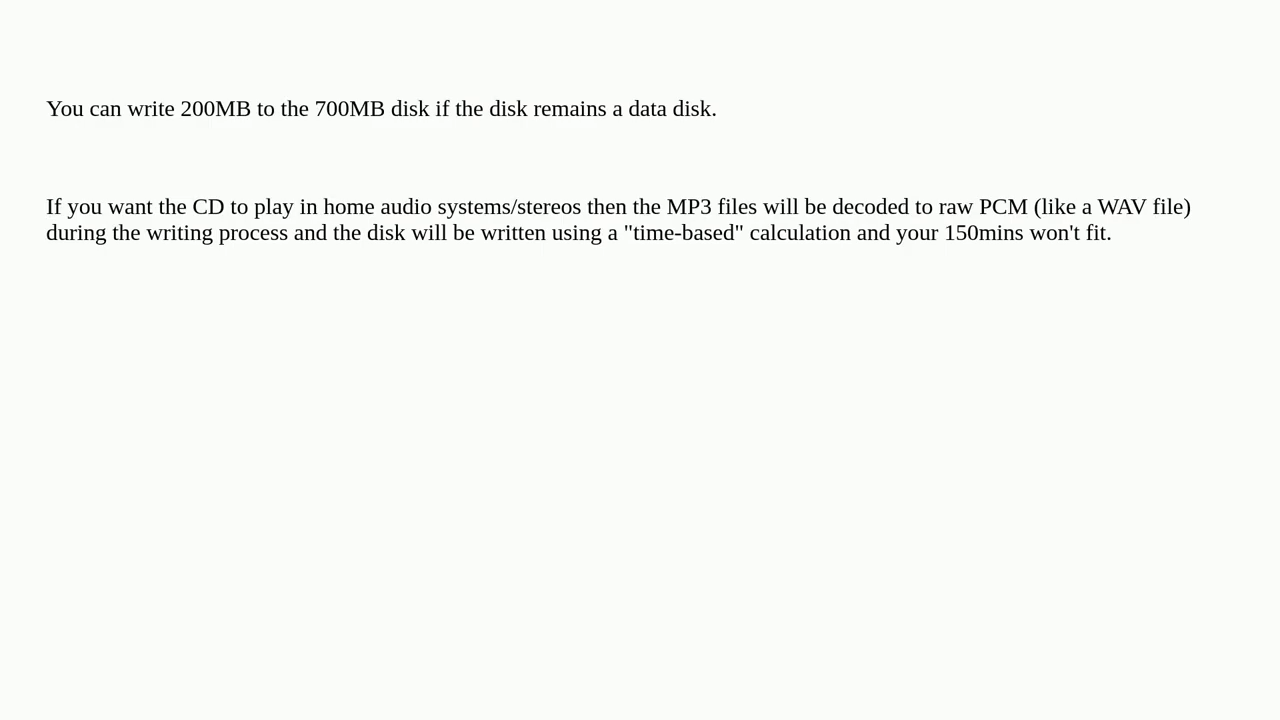 You can write 200MB to the 700MB disk if the disk remains a data disk.
If you want the CD to play in home audio systems/stereos then the MP3 files will be decoded to raw PCM (like a WAV file)
during the writing process and the disk will be written using a "time-based" calculation and your 150mins won't fit.